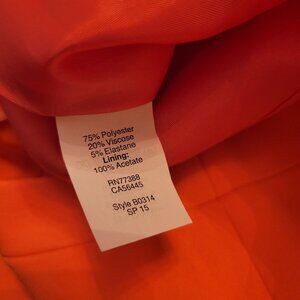 75% Polyester
20% Viscose
5% Elastane
Lining:
100% Acetate
RN77388
CA56445
Style B0314
SP 15